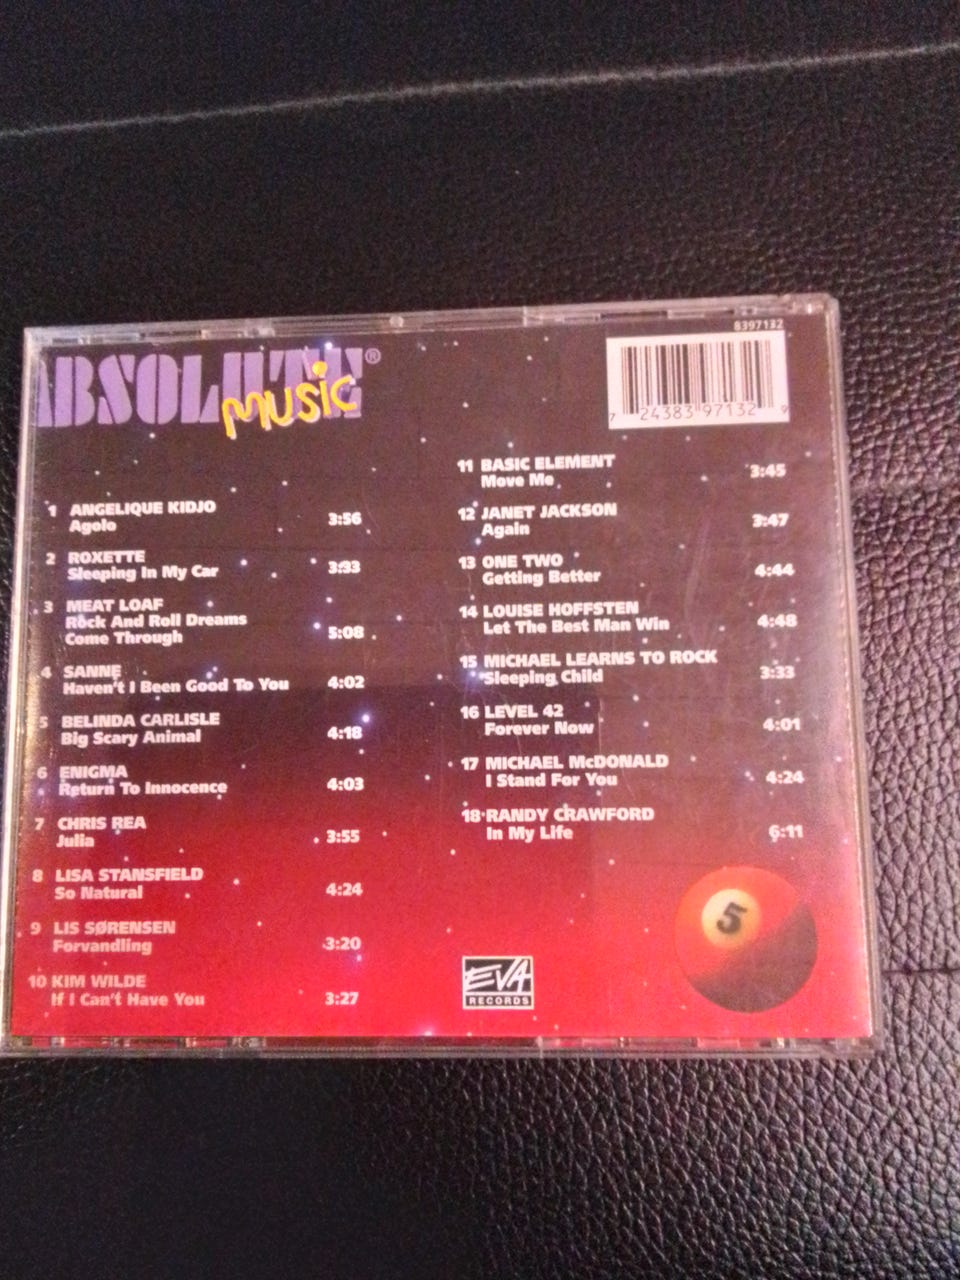 ABSOLUTE®
MUSiC
8397132
7 24383 97132 9
1 ANGELIQUE KIDJO
Agolo 3:56
2 ROXETTE
Sleeping In My Car 3:33
3 MEAT LOAF
Rock And Roll Dreams
Come Through 5:08
4 SANNE
Haven't I Been Good To You 4:02
5 BELINDA CARLISLE
Big Scary Animal 4:18
6 ENIGMA
Return To Innocence 4:03
7 CHRIS REA
Julia 3:55
8 LISA STANSFIELD
So Natural 4:24
9 LIS SØRENSEN
Forvandling 3:20
10 KIM WILDE
If I Can't Have You 3:27
11 BASIC ELEMENT
Move Me 3:45
12 JANET JACKSON
Again 3:47
13 ONE TWO
Getting Better 4:44
14 LOUISE HOFFSTEN
Let The Best Man Win 4:48
15 MICHAEL LEARNS TO ROCK
Sleeping Child 3:33
16 LEVEL 42
Forever Now 4:01
17 MICHAEL McDONALD
I Stand For You 4:24
18 RANDY CRAWFORD
In My Life 6:11
5
EVA
RECORDS